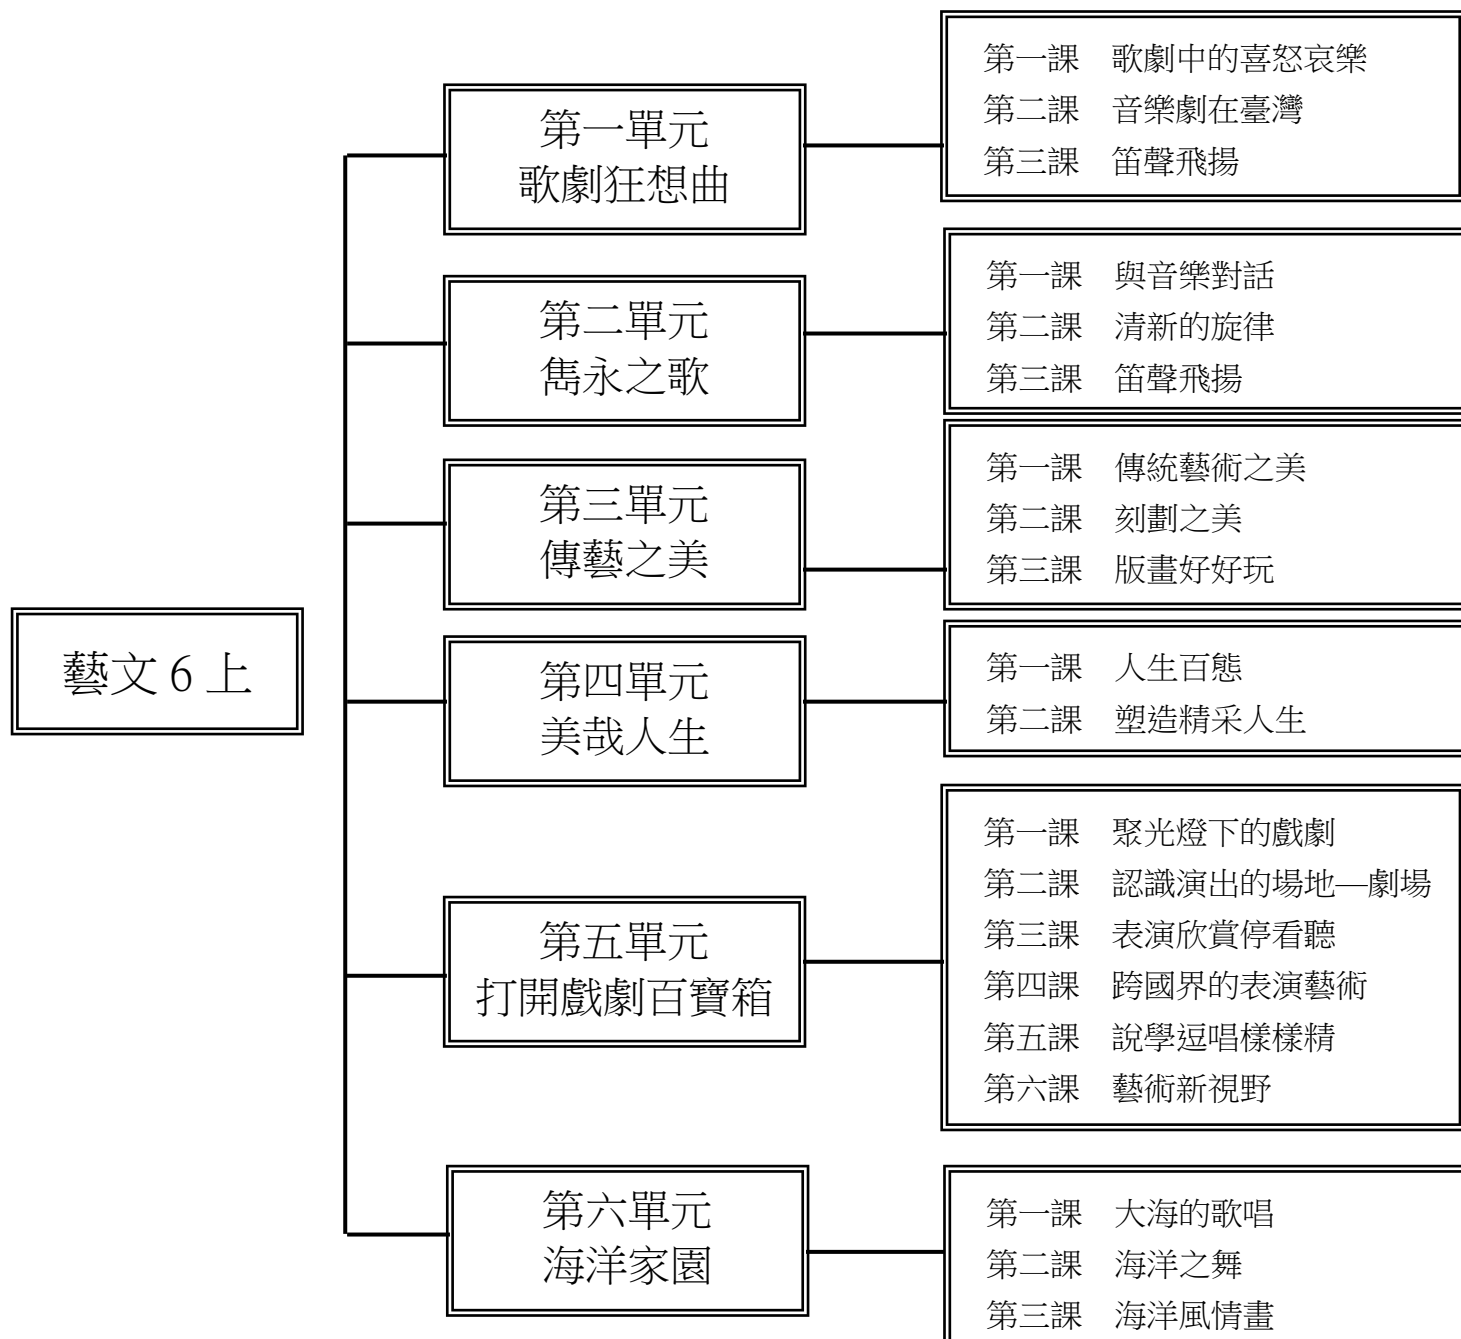 藝文 6 上
第一單元
歌劇狂想曲
第一課　歌劇中的喜怒哀樂
第二課　音樂劇在臺灣
第三課　笛聲飛揚
第二單元
雋永之歌
第一課　與音樂對話
第二課　清新的旋律
第三課　笛聲飛揚
第三單元
傳藝之美
第一課　傳統藝術之美
第二課　刻劃之美
第三課　版畫好好玩
第四單元
美哉人生
第一課　人生百態
第二課　塑造精采人生
第五單元
打開戲劇百寶箱
第一課　聚光燈下的戲劇
第二課　認識演出的場地—劇場
第三課　表演欣賞停看聽
第四課　跨國界的表演藝術
第五課　說學逗唱樣樣精
第六課　藝術新視野
第六單元
海洋家園
第一課　大海的歌唱
第二課　海洋之舞
第三課　海洋風情畫